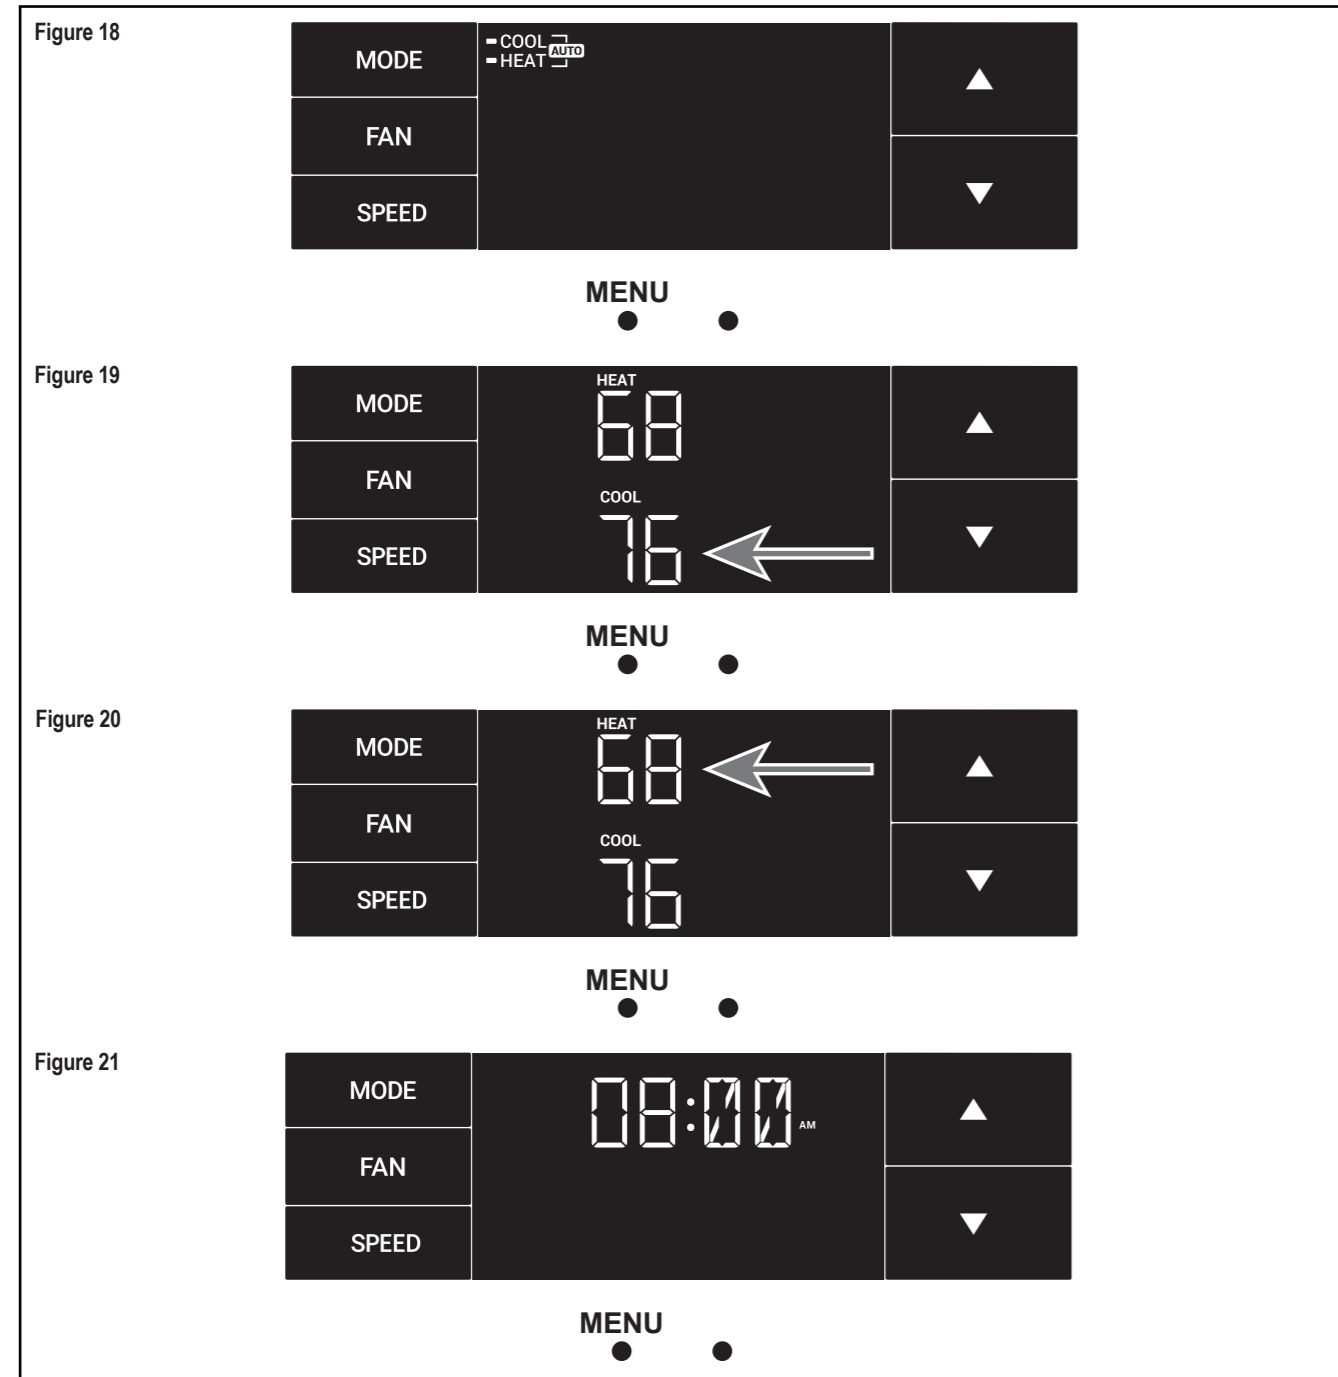 Figure 18
MODE
COOL
AUTO
HEAT
FAN
SPEED
▲
▼
MENU
Figure 19
MODE
FAN
SPEED
HEAT
68
COOL
76
▲
▼
MENU
Figure 20
MODE
FAN
SPEED
HEAT
68
COOL
76
▲
▼
MENU
Figure 21
MODE
FAN
SPEED
08:00 AM
▲
▼
MENU